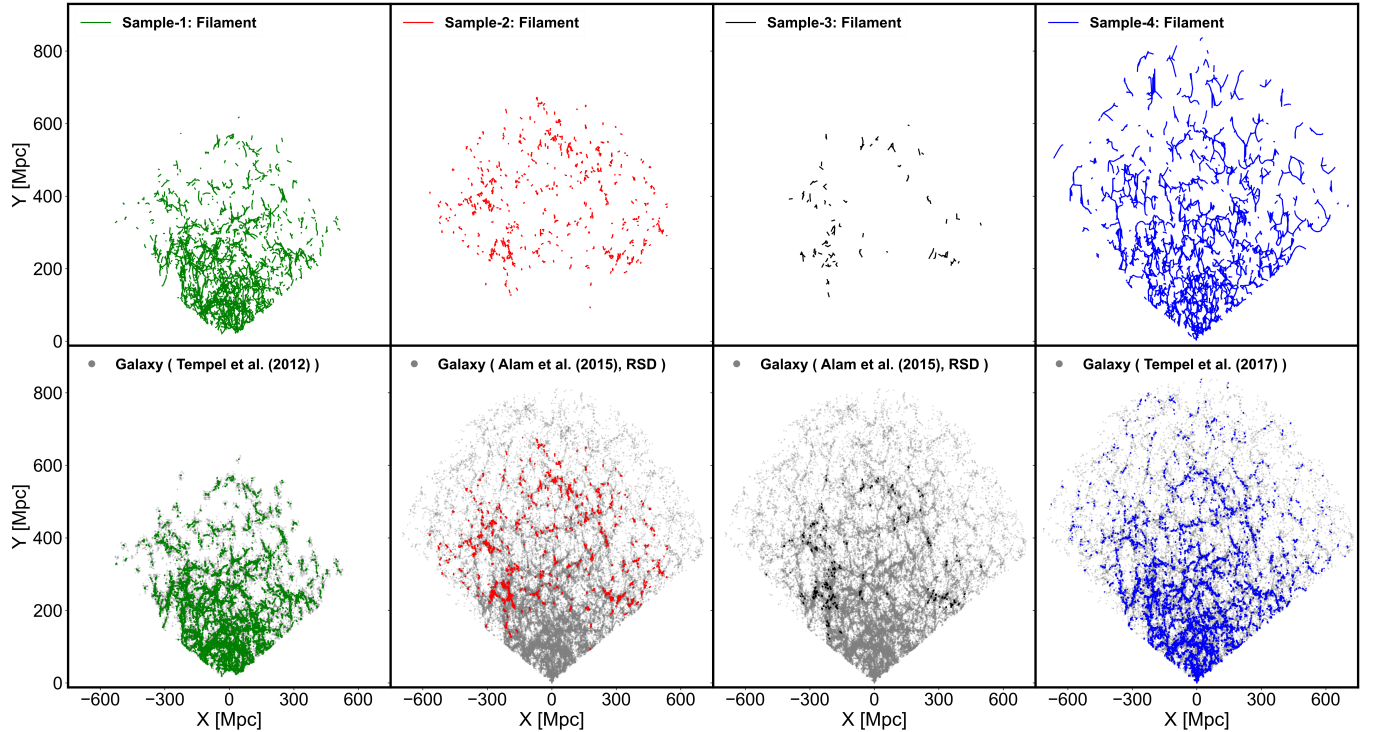 Sample-1: Filament
Sample-2: Filament
Sample-3: Filament
Sample-4: Filament
800
600
400
200
0
Y [Mpc]
Galaxy ( Tempel et al. (2012) )
Galaxy ( Alam et al. (2015), RSD )
Galaxy ( Alam et al. (2015), RSD )
Galaxy ( Tempel et al. (2017) )
800
600
400
200
0
Y [Mpc]
−600 −300 0 300 600
−600 −300 0 300 600
−600 −300 0 300 600
−600 −300 0 300 600
X [Mpc]
X [Mpc]
X [Mpc]
X [Mpc]